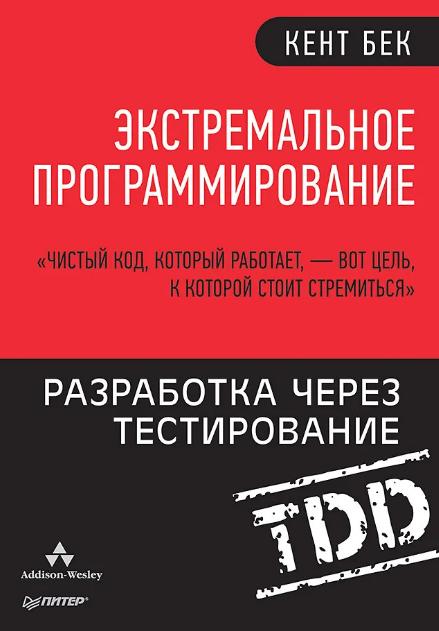 КЕНТ БЕК
ЭКСТРЕМАЛЬНОЕ
ПРОГРАММИРОВАНИЕ
«ЧИСТЫЙ КОД, КОТОРЫЙ РАБОТАЕТ, — ВОТ ЦЕЛЬ,
К КОТОРОЙ СТОИТ СТРЕМИТЬСЯ»
РАЗРАБОТКА ЧЕРЕЗ
ТЕСТИРОВАНИЕ
TDD
Addison-Wesley
ПИТЕР®